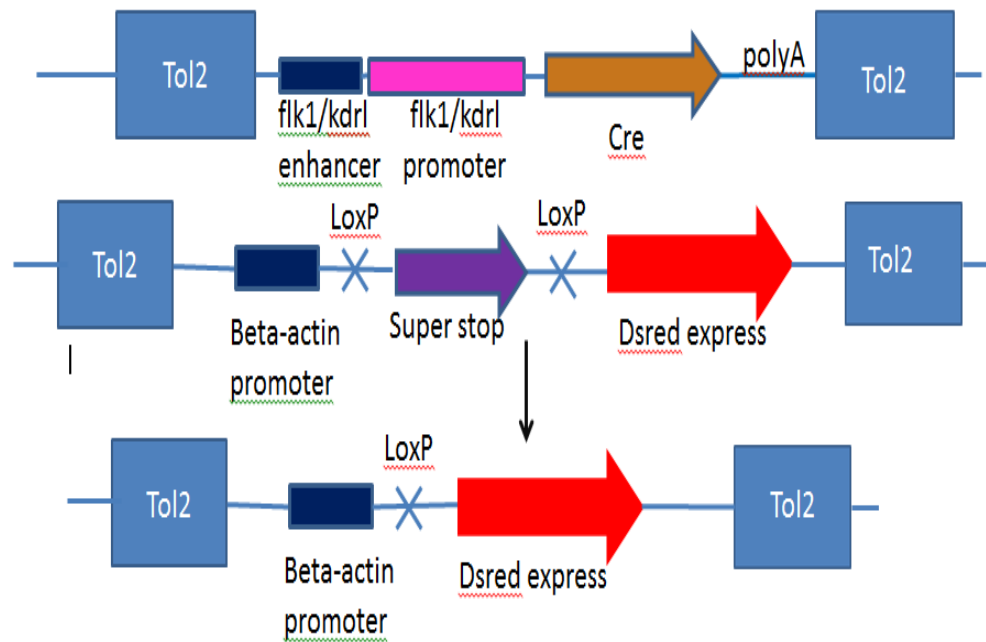 Tol2
polyA
Tol2
flk1/kdrl
enhancer
flk1/kdrl
promoter
Cre
LoxP
LoxP
Tol2
Tol2
Beta-actin
promoter
Super stop
Dsred express
LoxP
Tol2
Tol2
Beta-actin
promoter
Dsred express